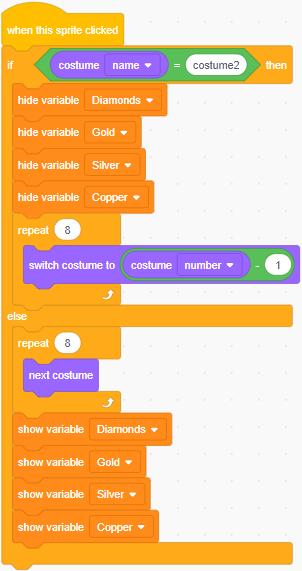 when this sprite clicked
if costume name = costume2 then
hide variable Diamonds
hide variable Gold
hide variable Silver
hide variable Copper
repeat 8
switch costume to costume number - 1
else
repeat 8
next costume
show variable Diamonds
show variable Gold
show variable Silver
show variable Copper